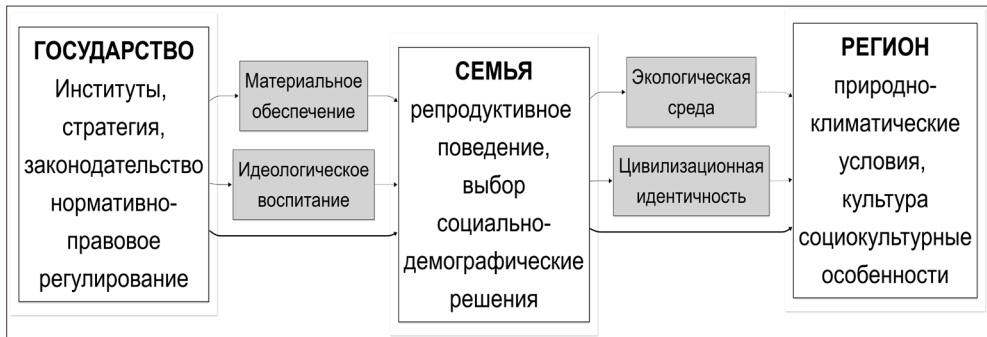 ГОСУДАРСТВО
Институты,
стратегия,
законодательство
нормативно-
правовое
регулирование
Материальное
обеспечение
Идеологическое
воспитание
СЕМЬЯ
репродуктивное
поведение,
выбор
социально-
демографические
решения
Экологическая
среда
Цивилизационная
идентичность
РЕГИОН
природно-
климатические
условия,
культура
социокультурные
особенности